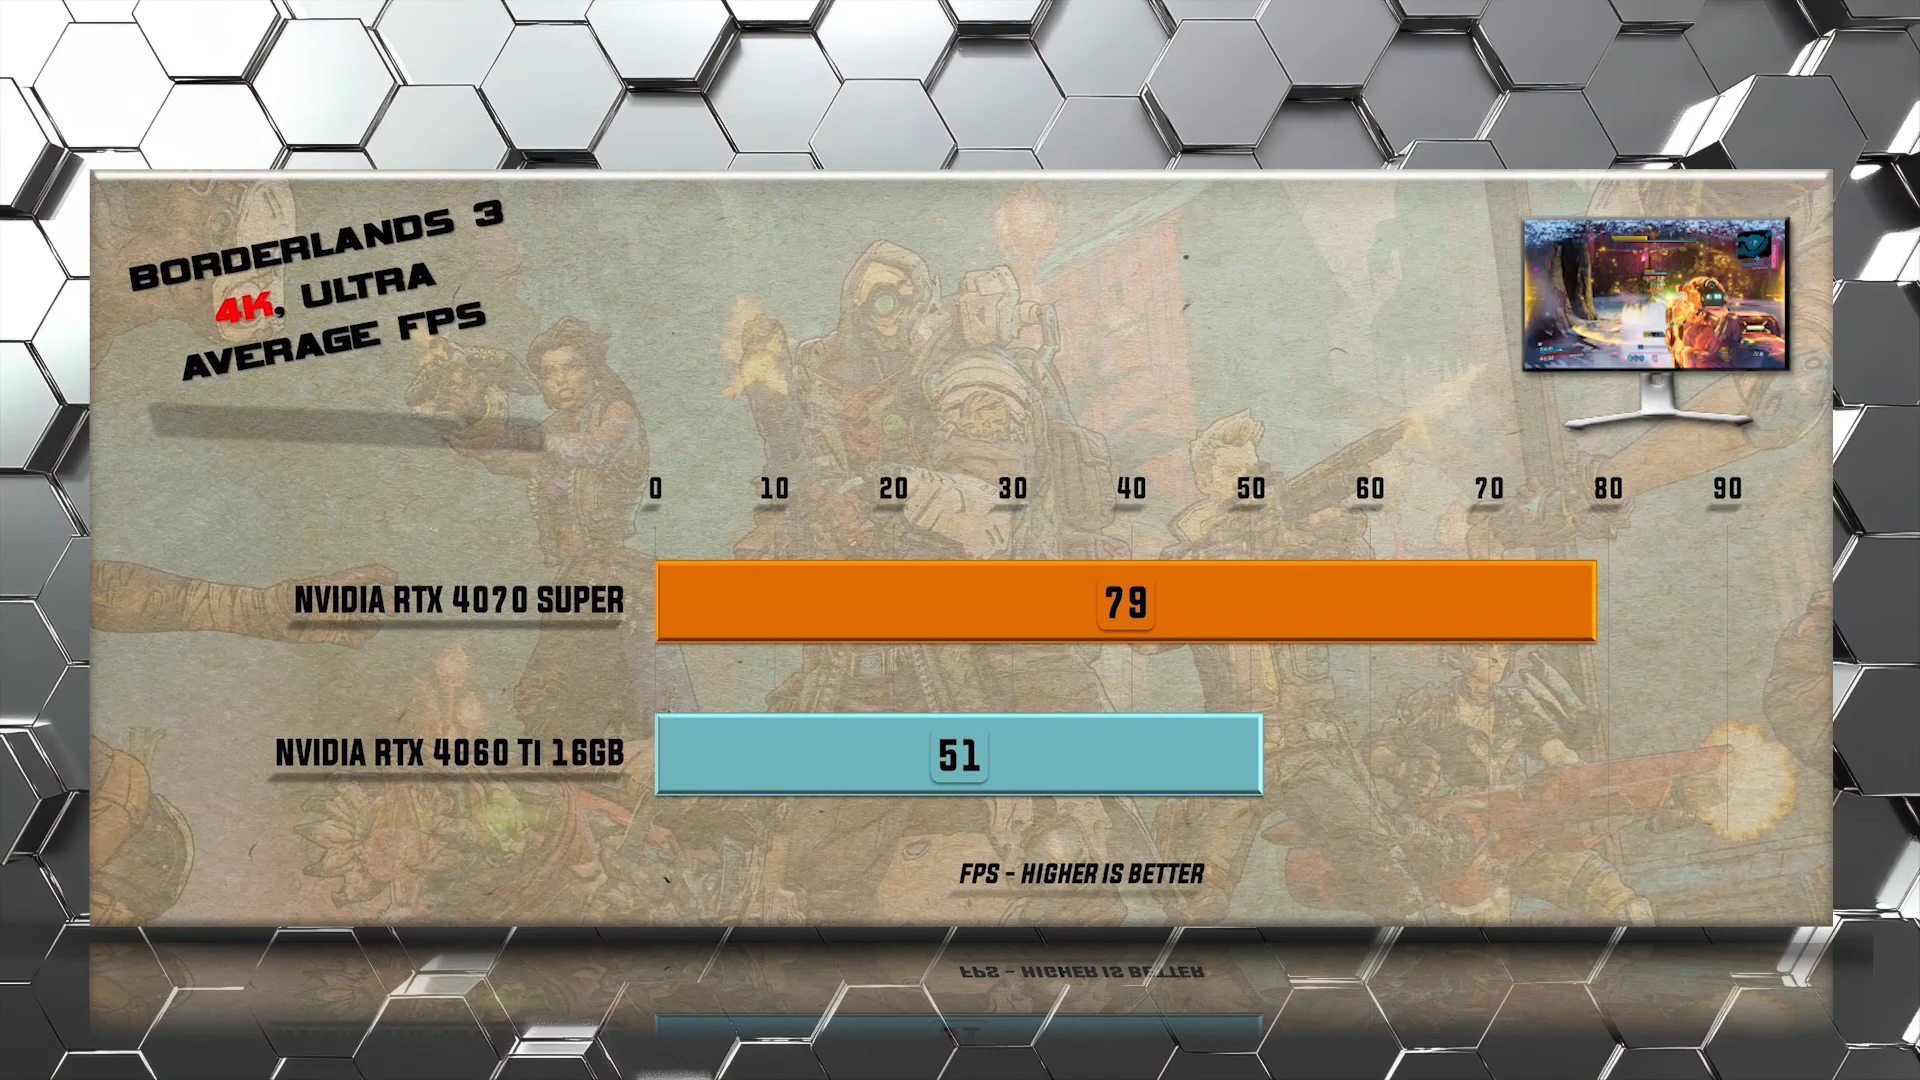 BORDERLANDS 3
4K, ULTRA
AVERAGE FPS
0 10 20 30 40 50 60 70 80 90
NVIDIA RTX 4070 SUPER 79
NVIDIA RTX 4060 TI 16GB 51
FPS - HIGHER IS BETTER